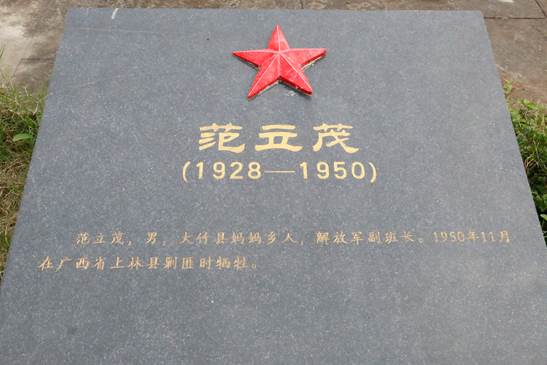 范立茂
(1928—1950)
范立茂，男，大竹县妈妈乡人，解放军副班长。1950年11月
在广西省上林县剿匪时牺牲。